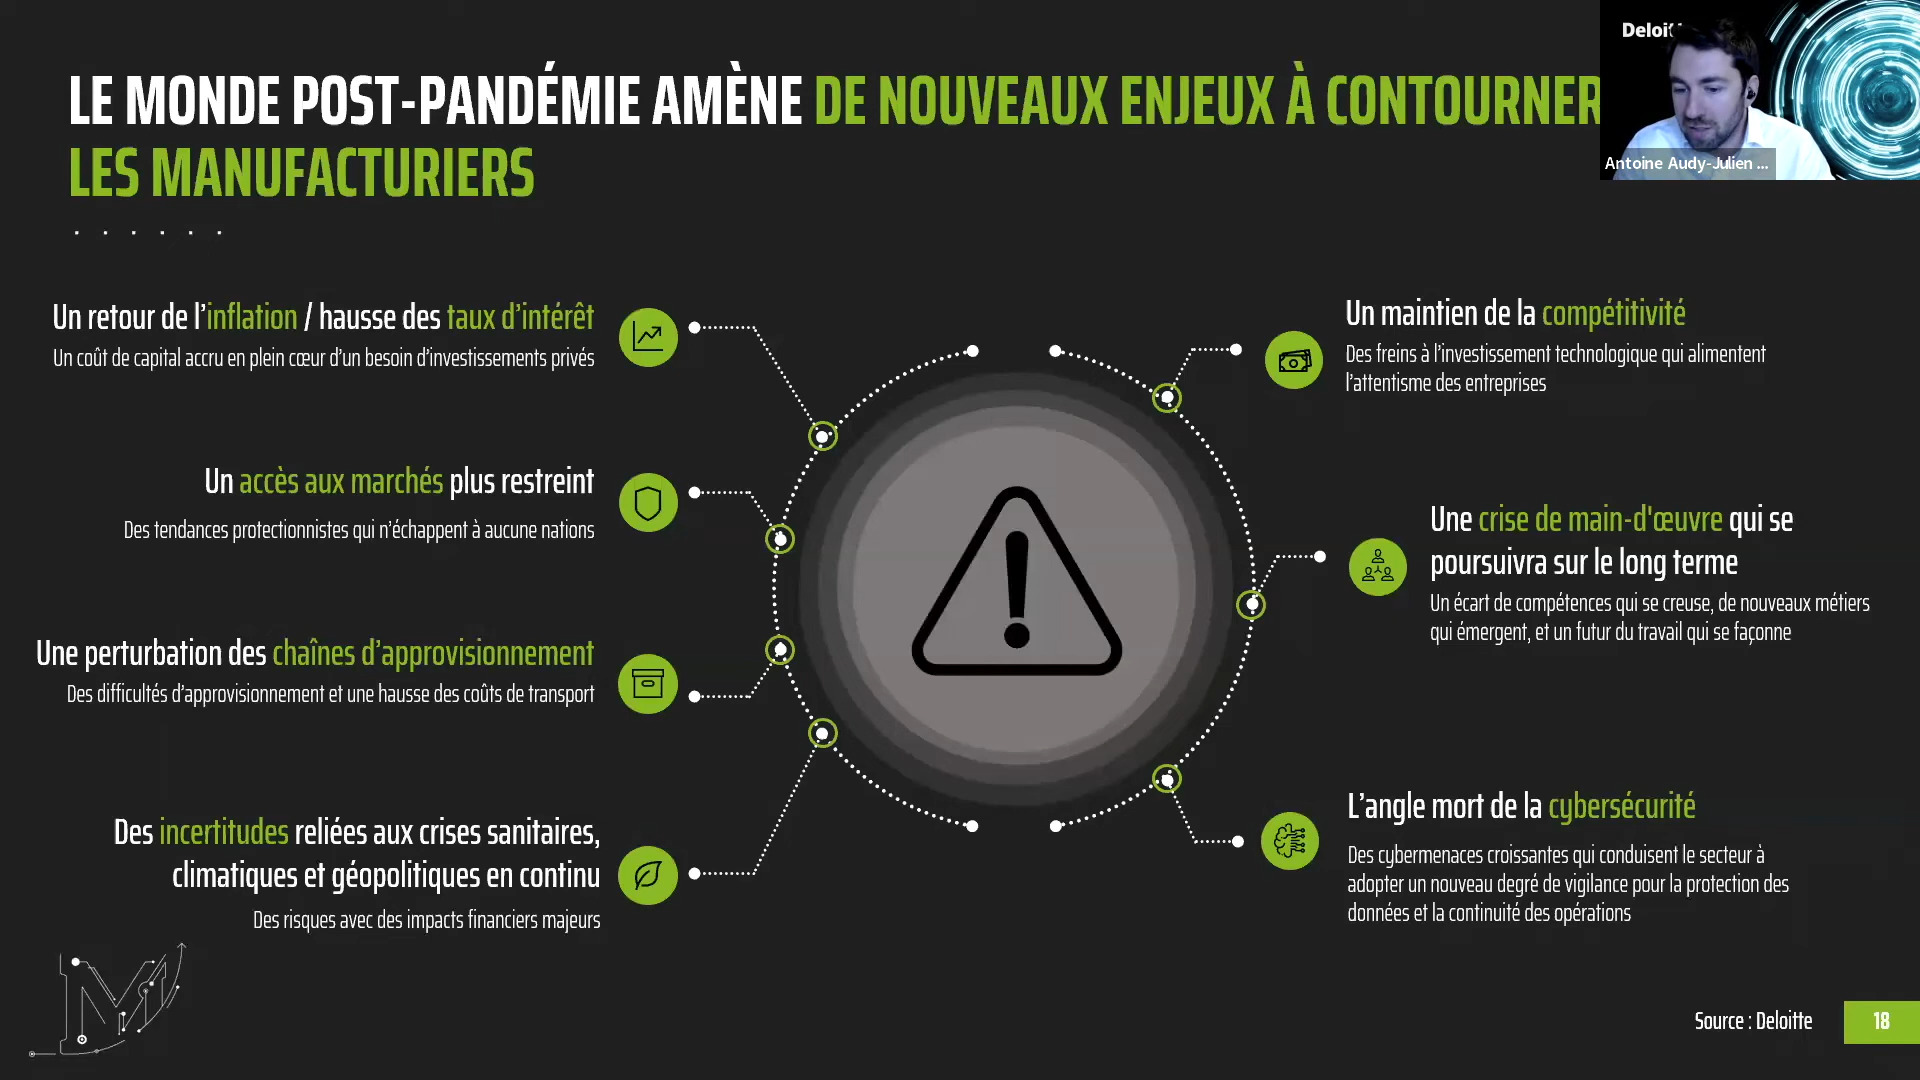 LE MONDE POST-PANDÉMIE AMÈNE DE NOUVEAUX ENJEUX À CONTOURNER
LES MANUFACTURIERS
Un retour de l’inflation / hausse des taux d’intérêt
Un coût de capital accru en plein cœur d’un besoin d’investissements privés
Un accès aux marchés plus restreint
Des tendances protectionnistes qui n’échappent à aucune nations
Une perturbation des chaînes d’approvisionnement
Des difficultés d’approvisionnement et une hausse des coûts de transport
Des incertitudes reliées aux crises sanitaires,
climatiques et géopolitiques en continu
Des risques avec des impacts financiers majeurs
Un maintien de la compétitivité
Des freins à l’investissement technologique qui alimentent
l’attentisme des entreprises
Une crise de main-d'œuvre qui se
poursuivra sur le long terme
Un écart de compétences qui se creuse, de nouveaux métiers
qui émergent, et un futur du travail qui se façonne
L’angle mort de la cybersécurité
Des cybermenaces croissantes qui conduisent le secteur à
adopter un nouveau degré de vigilance pour la protection des
données et la continuité des opérations
Antoine Audy-Julien ...
Source : Deloitte
18